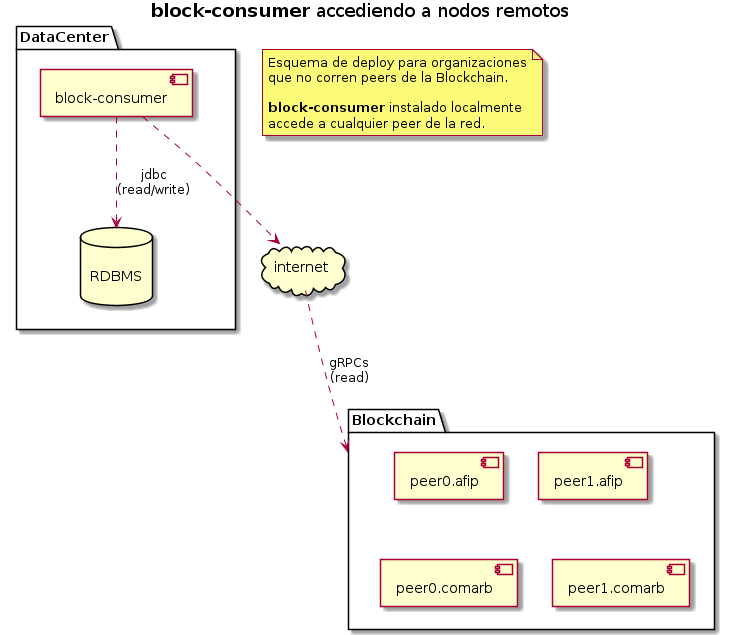 block-consumer accediendo a nodos remotos
DataCenter
block-consumer
Esquema de deploy para organizaciones
que no corren peers de la Blockchain.
block-consumer instalado localmente
accede a cualquier peer de la red.
jdbc
(read/write)
RDBMS
internet
gRPCs
(read)
Blockchain
peer0.afip
peer1.afip
peer0.comarb
peer1.comarb